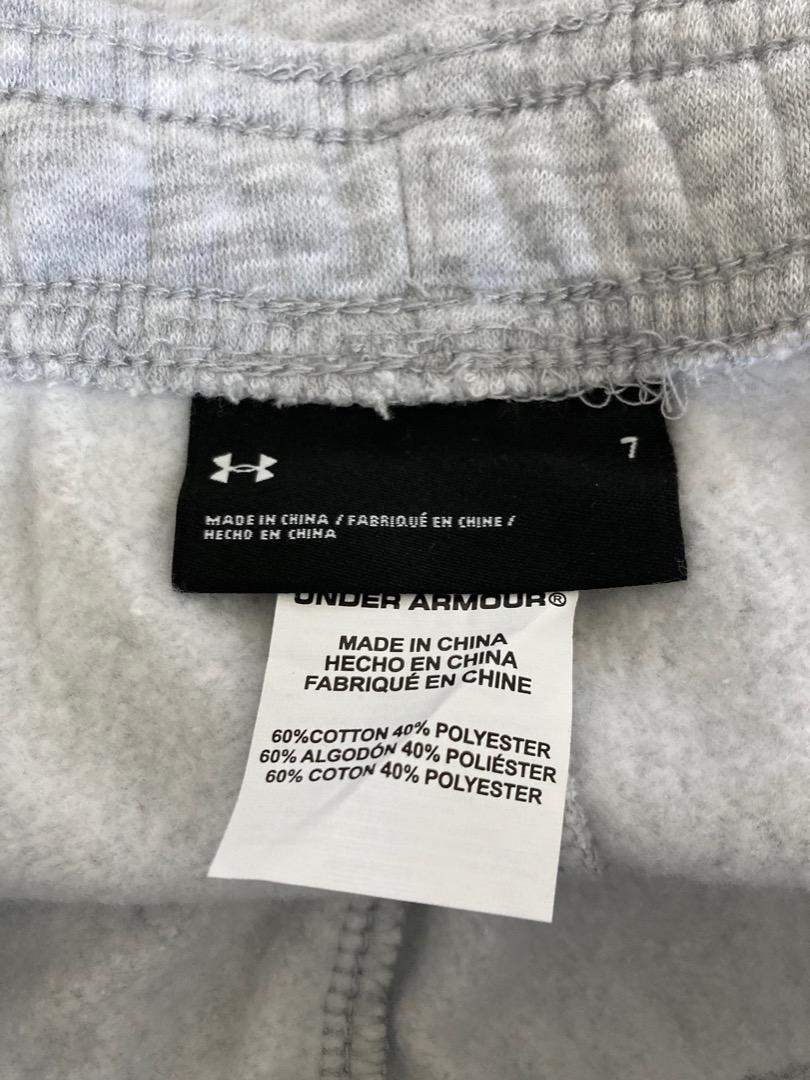 7
MADE IN CHINA / FABRIQUÉ EN CHINE /
HECHO EN CHINA
UNDER ARMOUR®
MADE IN CHINA
HECHO EN CHINA
FABRIQUÉ EN CHINE
60%COTTON 40% POLYESTER
60% ALGODÓN 40% POLIÉSTER
60% COTON 40% POLYESTER